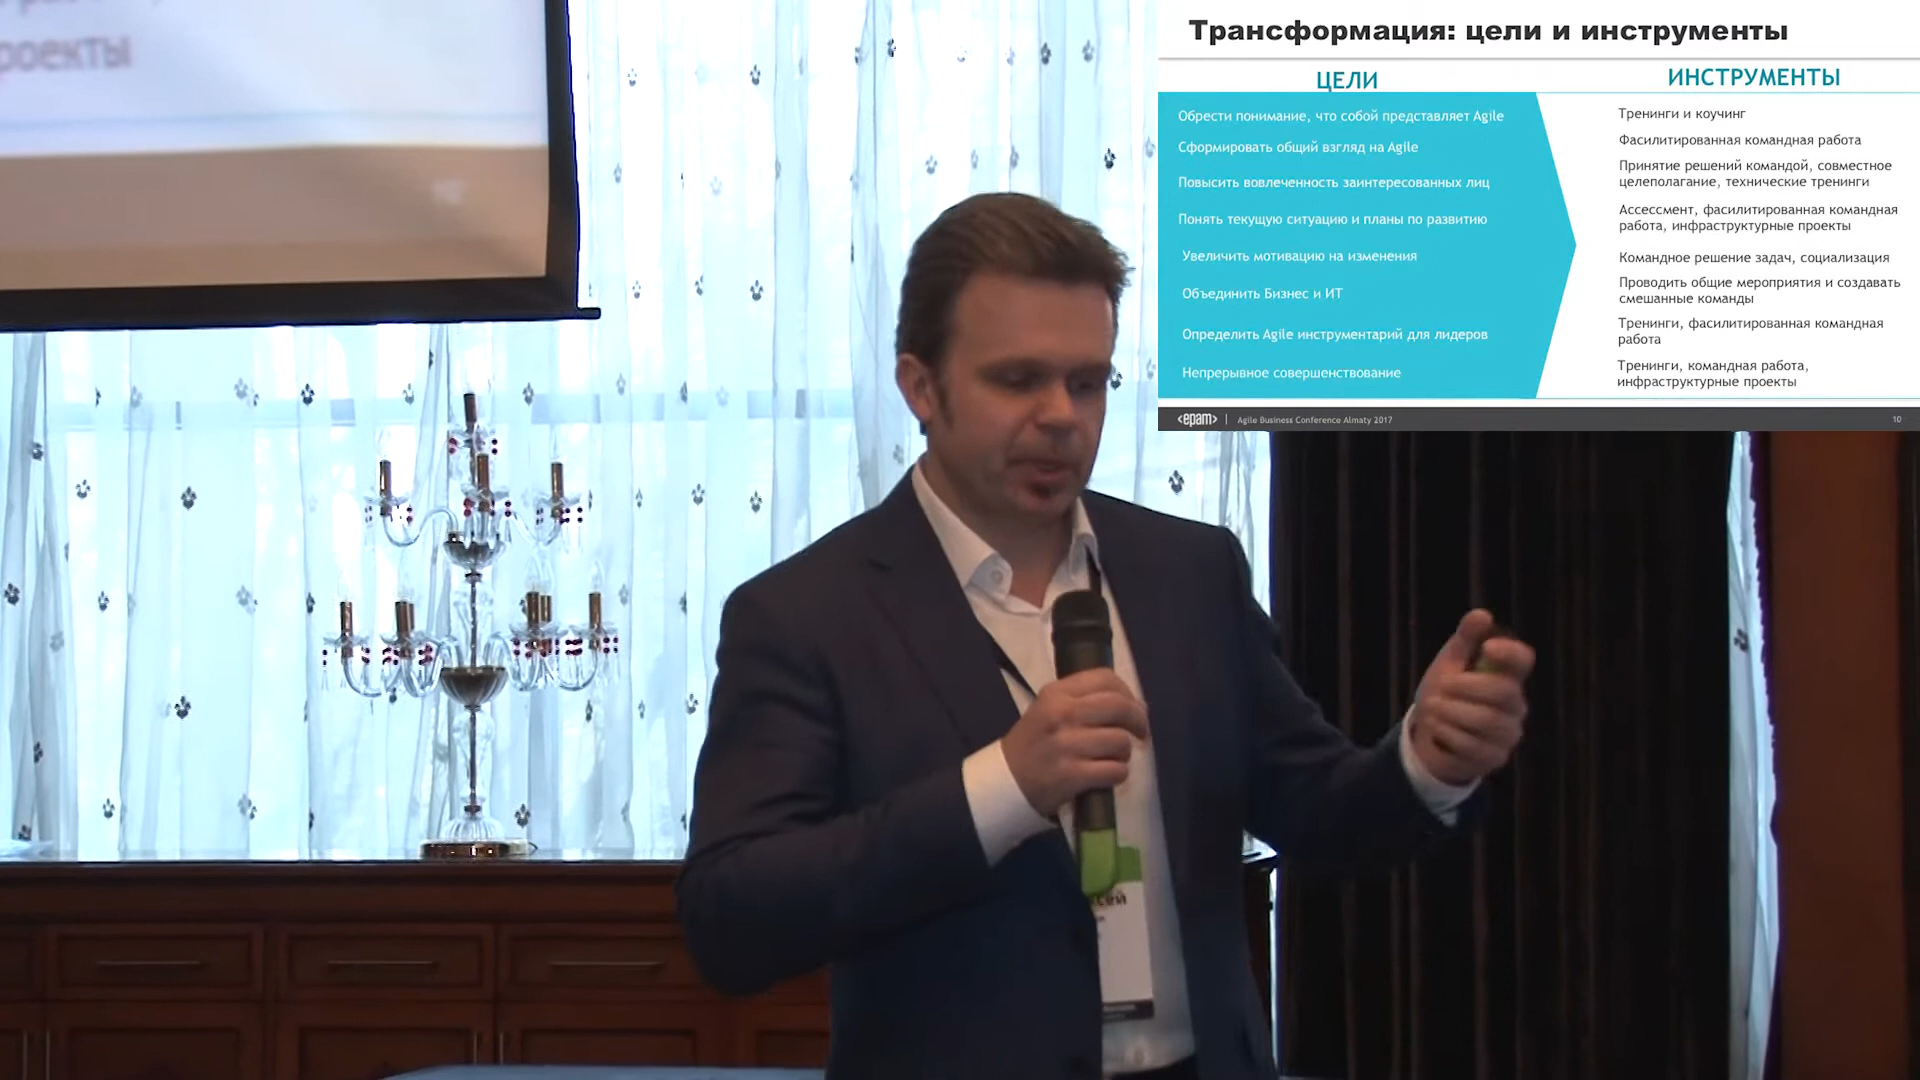 роекты
Трансформация: цели и инструменты
ЦЕЛИ
Обрести понимание, что собой представляет Agile
Сформировать общий взгляд на Agile
Повысить вовлеченность заинтересованных лиц
Понять текущую ситуацию и планы по развитию
Увеличить мотивацию на изменения
Объединить Бизнес и ИТ
Определить Agile инструментарий для лидеров
Непрерывное совершенствование
ИНСТРУМЕНТЫ
Тренинги и коучинг
Фасилитированная командная работа
Принятие решений командой, совместное
целеполагание, технические тренинги
Ассессмент, фасилитированная командная
работа, инфраструктурные проекты
Командное решение задач, социализация
Проводить общие мероприятия и создавать
смешанные команды
Тренинги, фасилитированная командная
работа
Тренинги, командная работа,
инфраструктурные проекты
<epam> | Agile Business Conference Almaty 2017
10
ксей